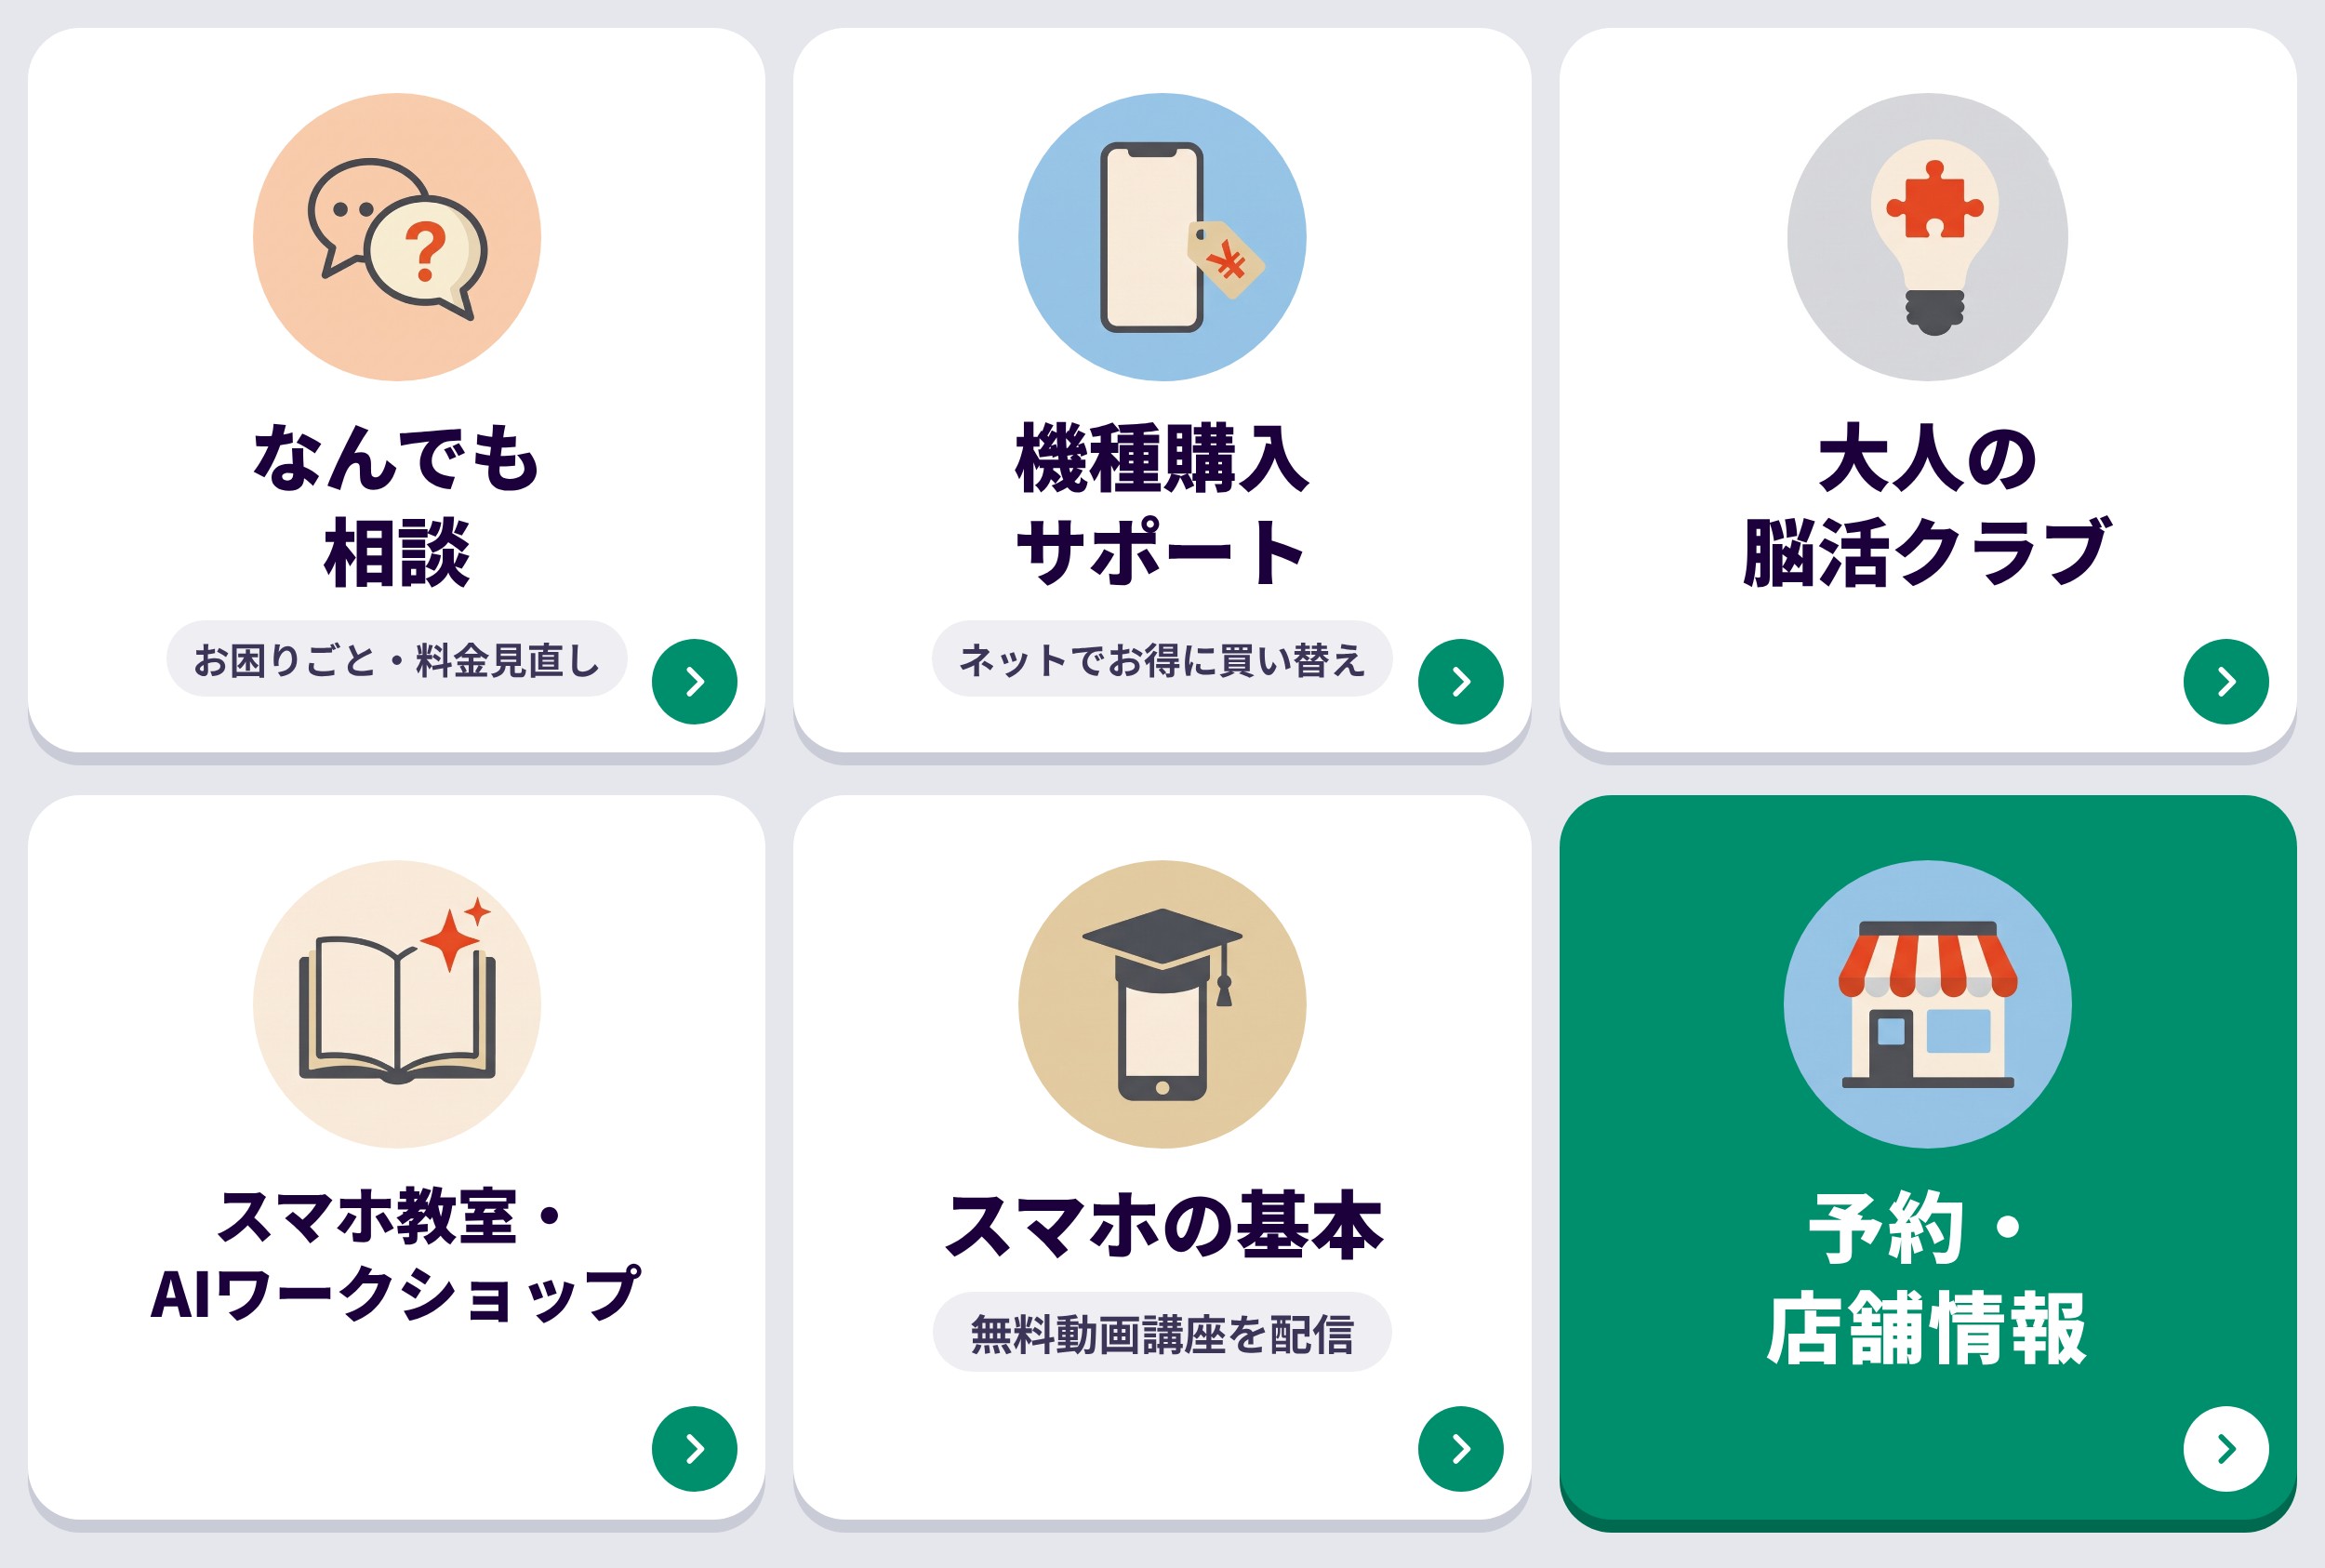 ?
なんでも
相談
お困りごと・料金見直し
¥
機種購入
サポート
ネットでお得に買い替え
大人の
脳活クラブ
スマホ教室・
AIワークショップ
スマホの基本
無料動画講座を配信
予約・
店舗情報